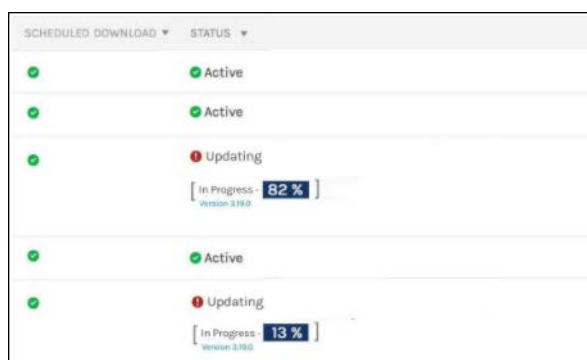 SCHEDULED DOWNLOAD ▼ STATUS ▼
Active
Active
Updating
[ In Progress - 82 % ]
Version 3.19.0
Active
Updating
[ In Progress - 13 % ]
Version 3.19.0